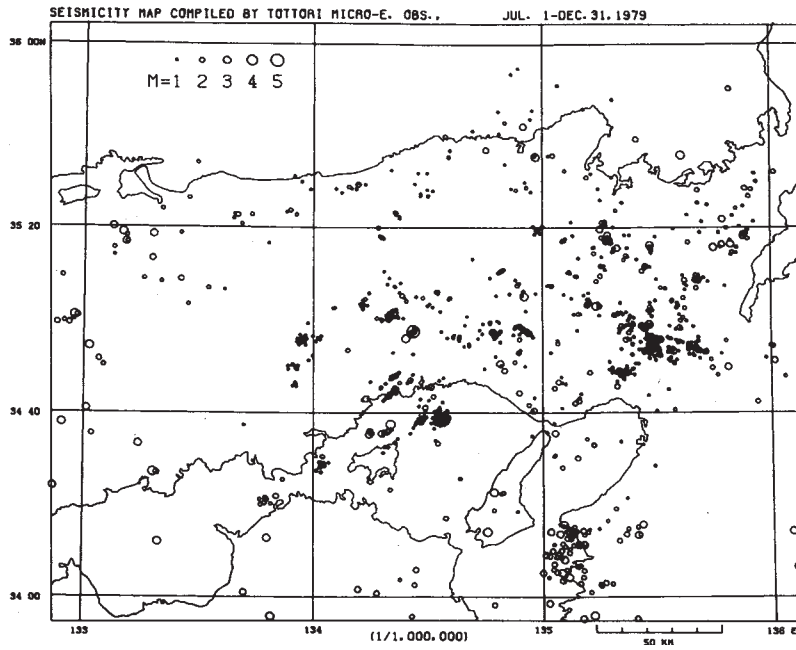 SEISMICITY MAP COMPILED BY TOTTORI MICRO-E. OBS., JUL. 1-DEC.31.1979
36 00N
M=1 2 3 4 5
35 20
34 40
34 00
133 134 135 136 E
(1/1.000.000)
50 KM